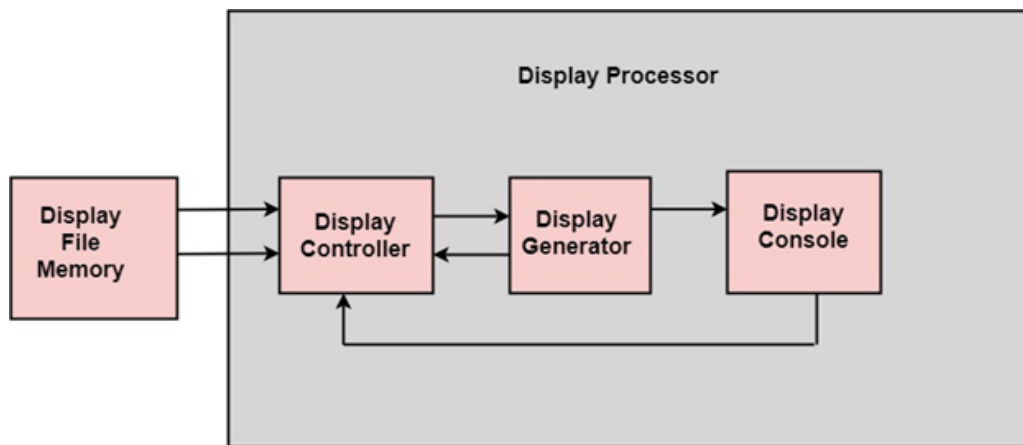 Display Processor
Display
File
Memory
Display
Controller
Display
Generator
Display
Console